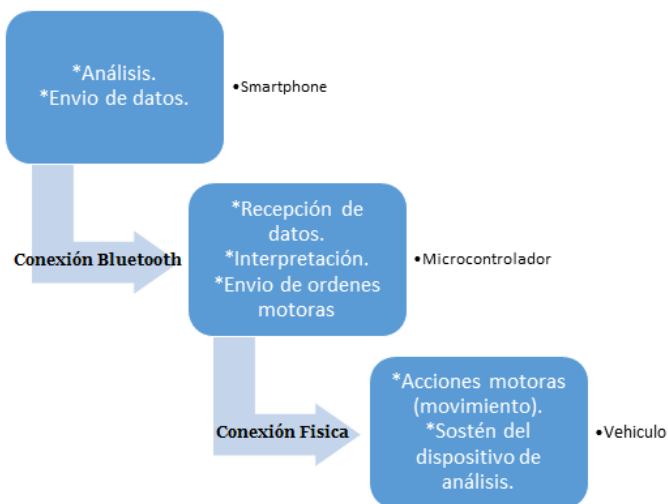 *Análisis.
*Envio de datos.
•Smartphone
Conexión Bluetooth
*Recepción de
datos.
*Interpretación.
*Envio de ordenes
motoras
•Microcontrolador
Conexión Fisica
*Acciones motoras
(movimiento).
*Sostén del
dispositivo de
análisis.
•Vehiculo